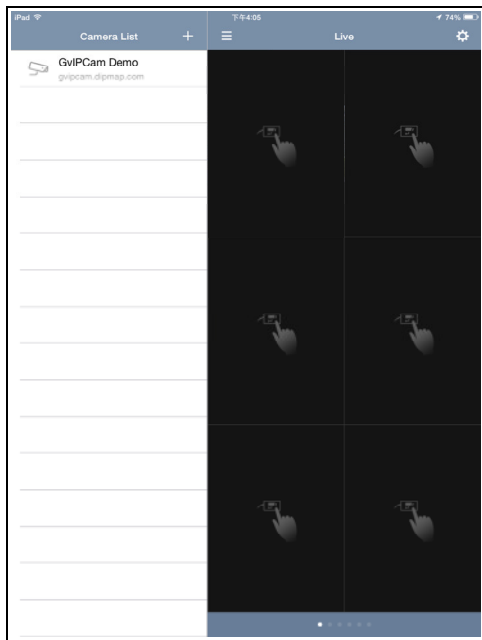 iPad 下午4:05 74%
Camera List + Live
GvIPCam Demo
gvipcam.dipmap.com